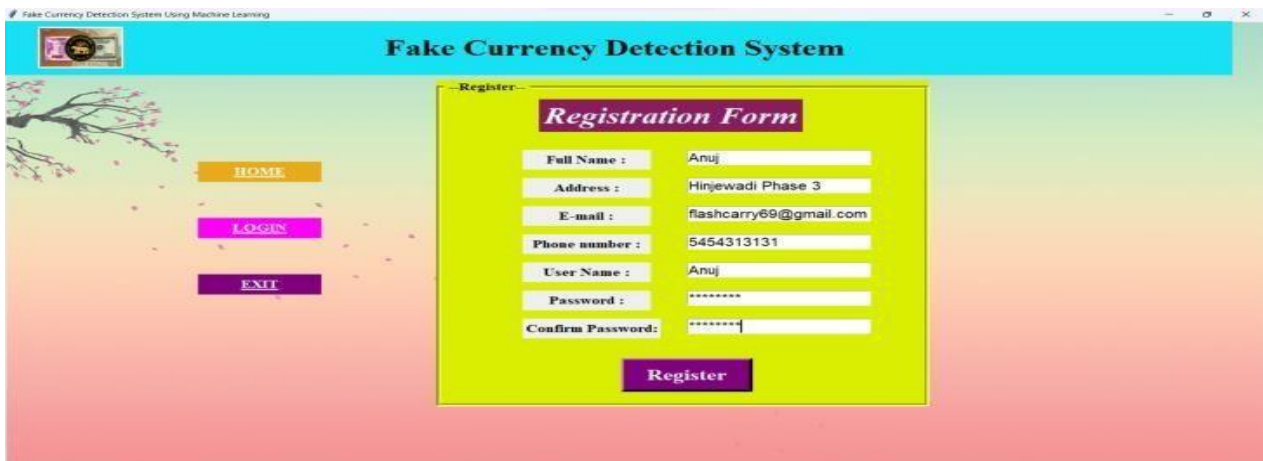 Fake Currency Detection System Using Machine Learning
Fake Currency Detection System
--Register--
Registration Form
Full Name : Anuj
Address : Hinjewadi Phase 3
HOME
E-mail : flashcarry69@gmail.com
LOGIN
Phone number : 5454313131
User Name : Anuj
EXIT
Password : ********
Confirm Password: ********
Register